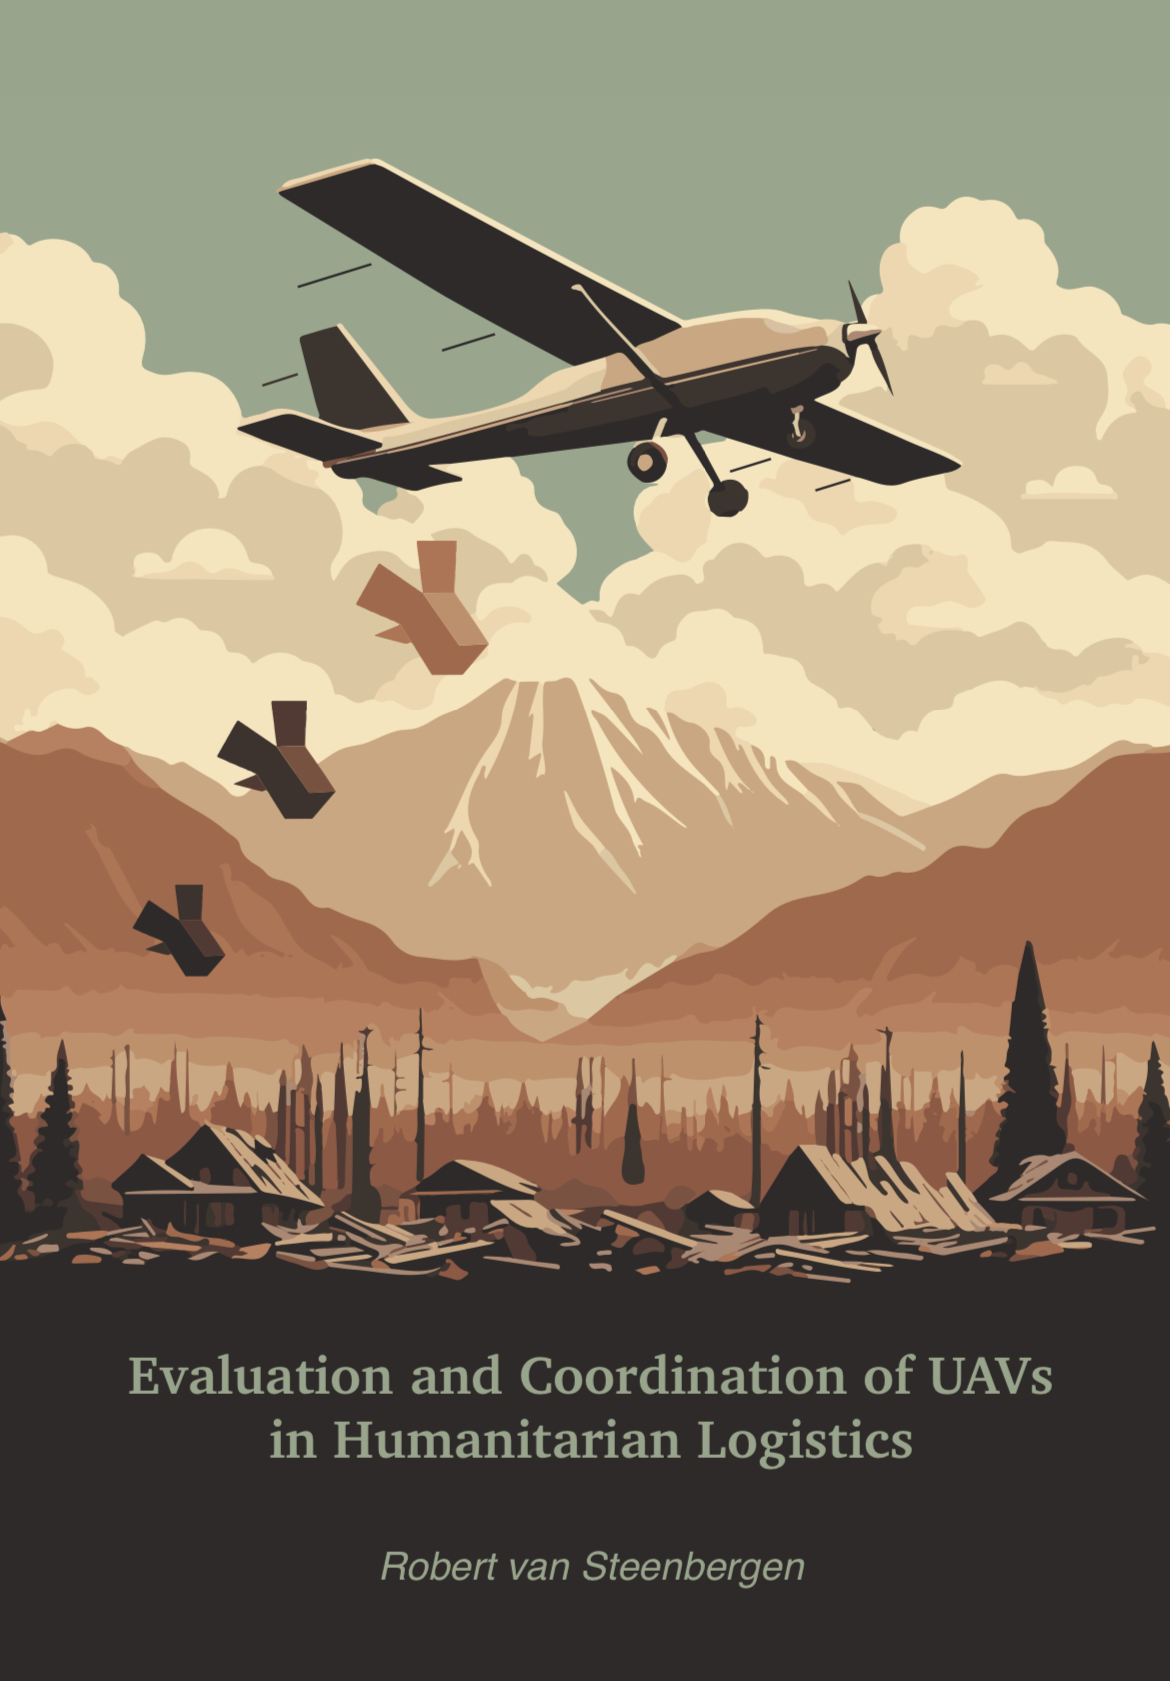 Evaluation and Coordination of UAVs
in Humanitarian Logistics
Robert van Steenbergen